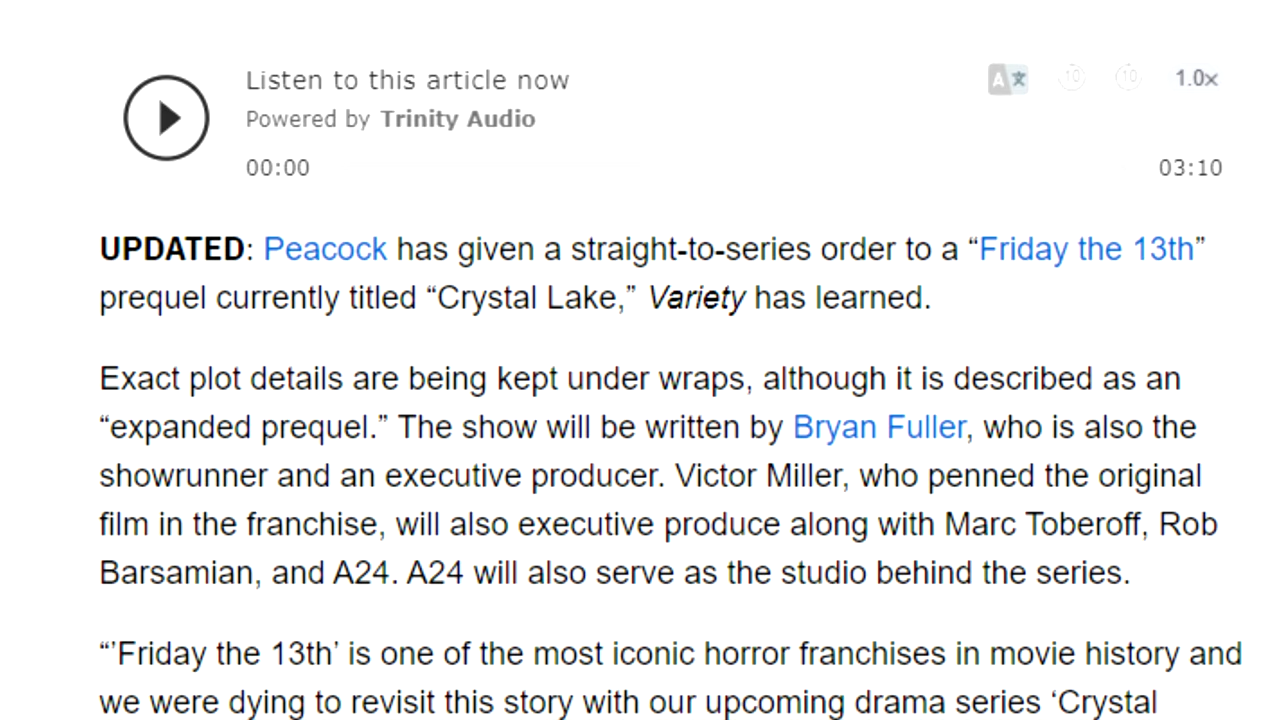 Listen to this article now
A 10 10 1.0x
Powered by Trinity Audio
00:00 03:10
UPDATED: Peacock has given a straight-to-series order to a “Friday the 13th”
prequel currently titled “Crystal Lake,” Variety has learned.
Exact plot details are being kept under wraps, although it is described as an
“expanded prequel.” The show will be written by Bryan Fuller, who is also the
showrunner and an executive producer. Victor Miller, who penned the original
film in the franchise, will also executive produce along with Marc Toberoff, Rob
Barsamian, and A24. A24 will also serve as the studio behind the series.
“’Friday the 13th’ is one of the most iconic horror franchises in movie history and
we were dying to revisit this story with our upcoming drama series ‘Crystal